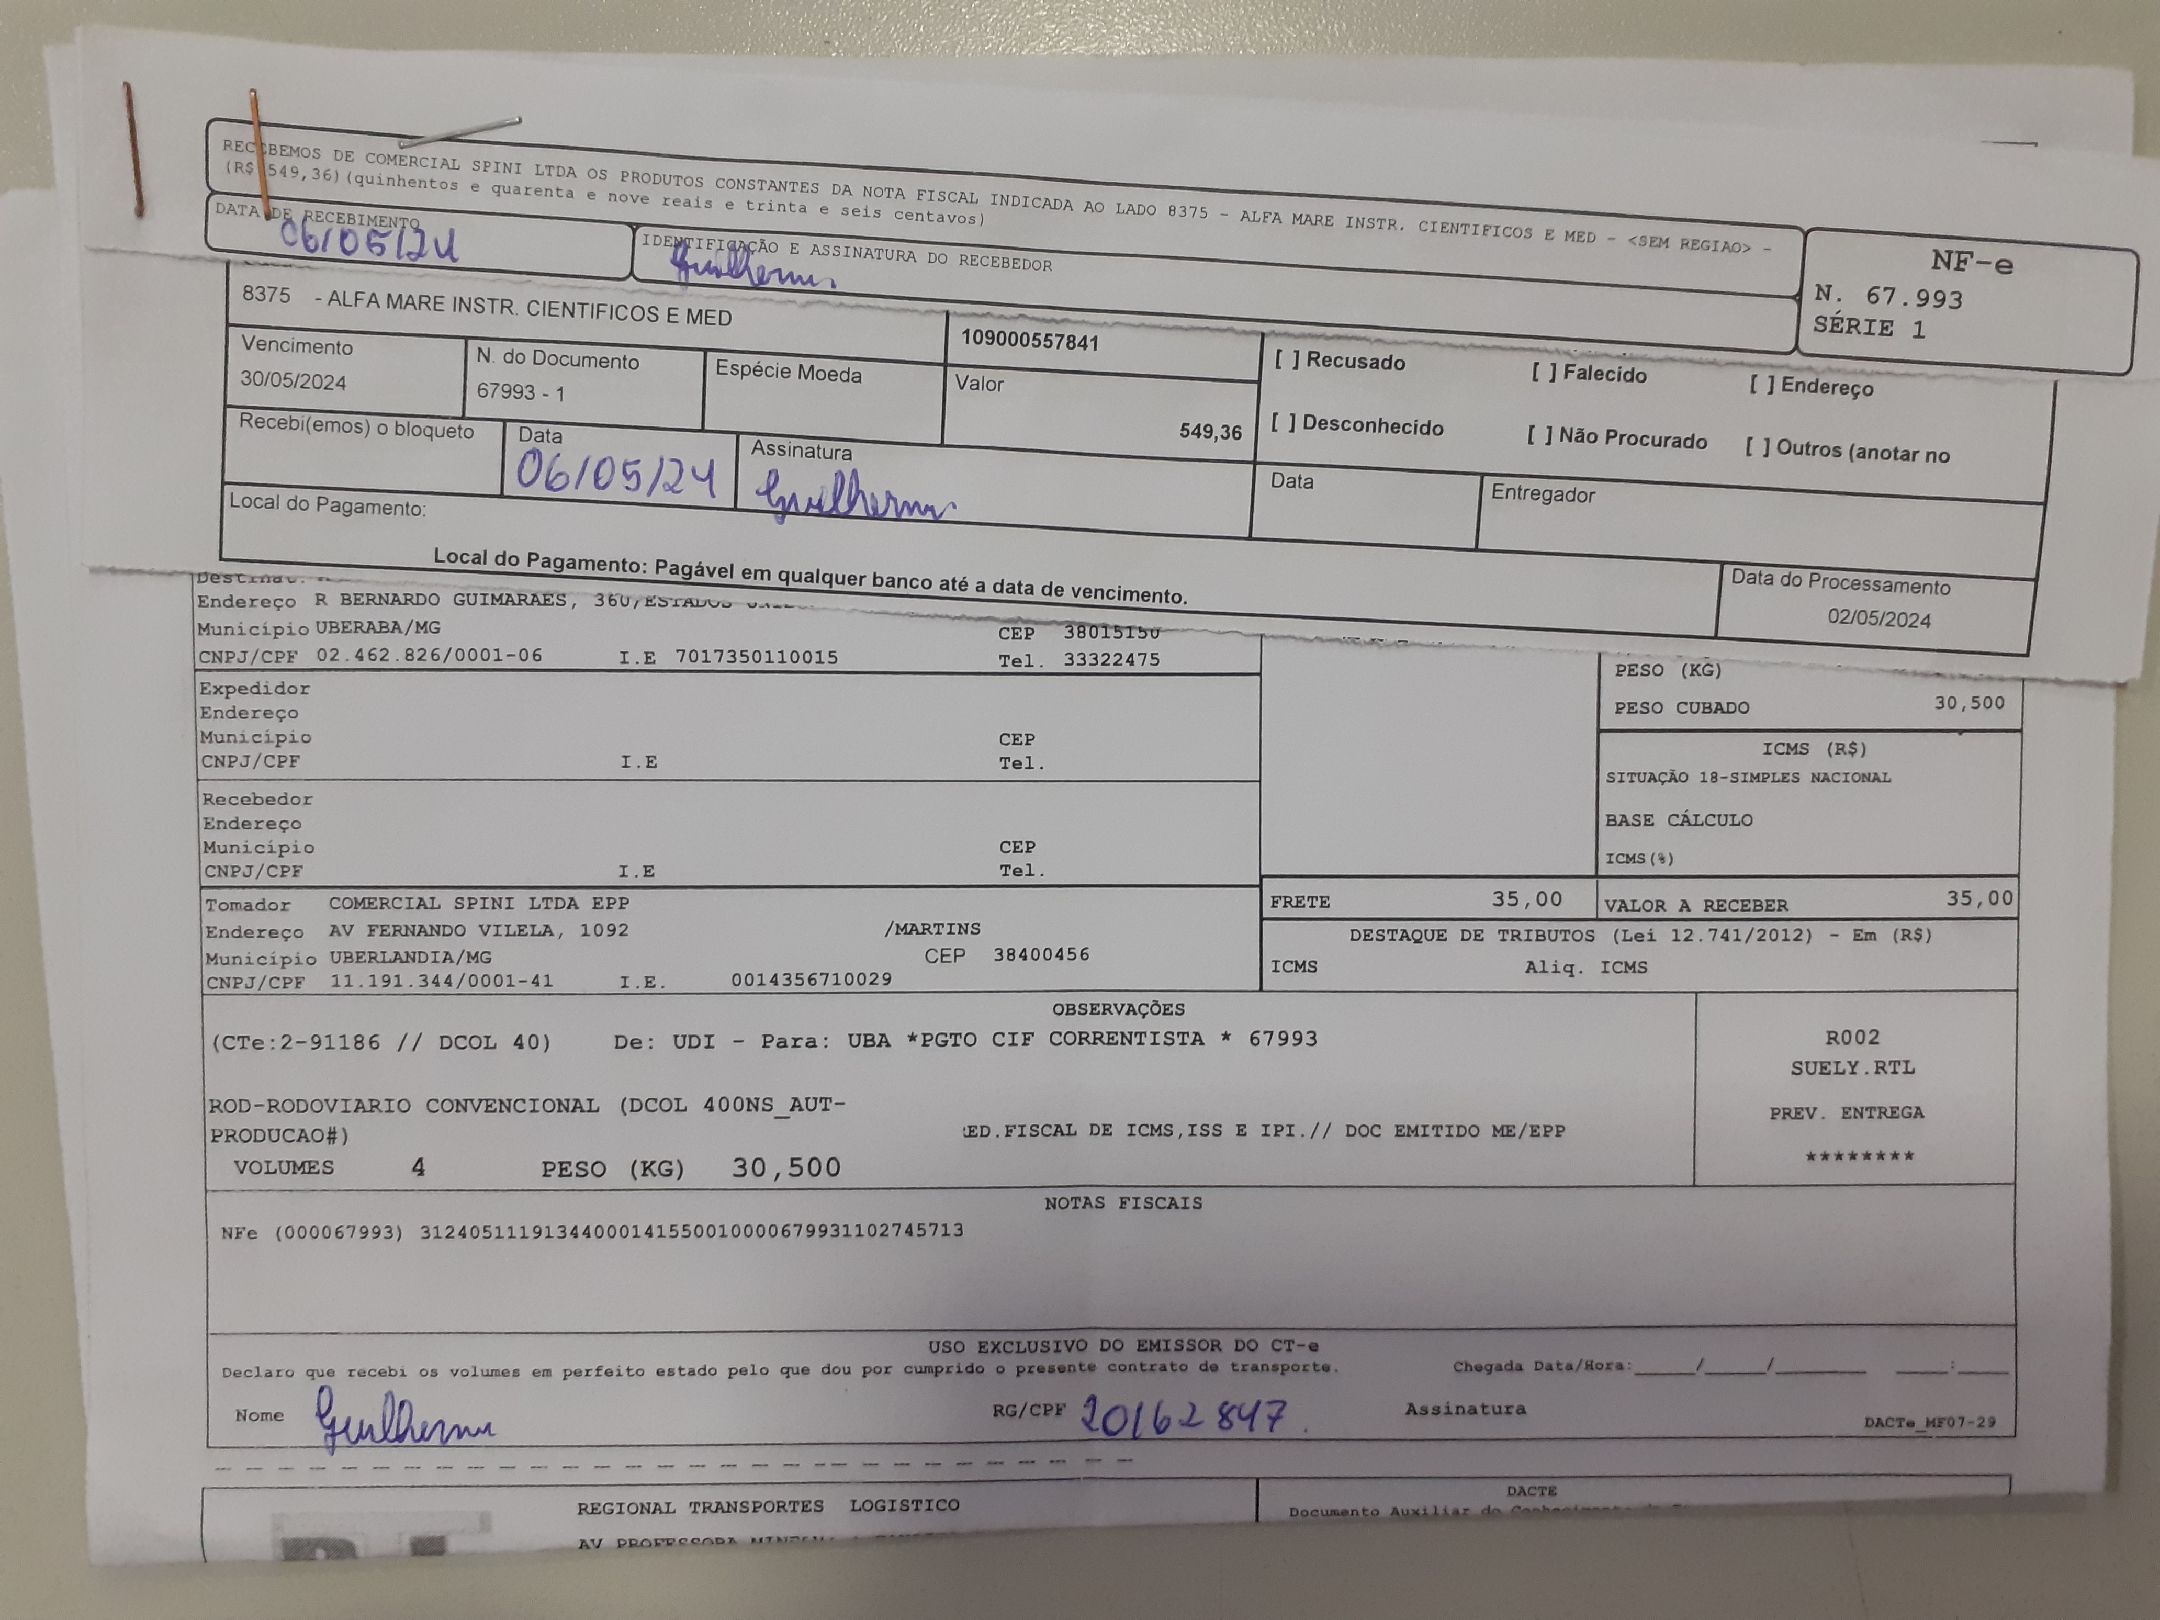 RECEBEMOS DE COMERCIAL SPINI LTDA OS PRODUTOS CONSTANTES DA NOTA FISCAL INDICADA AO LADO 8375 - ALFA MARE INSTR. CIENTIFICOS E MED - <SEM REGIAO> -
(R$ 549,36)(quinhentos e quarenta e nove reais e trinta e seis centavos)
DATA DE RECEBIMENTO
06/05/24
IDENTIFICAÇÃO E ASSINATURA DO RECEBEDOR
Guilherme
NF-e
N. 67.993
SÉRIE 1
8375 - ALFA MARE INSTR. CIENTIFICOS E MED
109000557841
Vencimento
30/05/2024
N. do Documento
67993 - 1
Espécie Moeda
Valor
549,36
[ ] Recusado [ ] Falecido [ ] Endereço
[ ] Desconhecido [ ] Não Procurado [ ] Outros (anotar no
Recebi(emos) o bloqueto
Data
06/05/24
Assinatura
Guilherme
Data
Entregador
Local do Pagamento:
Local do Pagamento: Pagável em qualquer banco até a data de vencimento.
Data do Processamento
02/05/2024
Destinat.
Endereço R BERNARDO GUIMARAES, 360/ESTADOS
Município UBERABA/MG CEP 38015150
CNPJ/CPF 02.462.826/0001-06 I.E 7017350110015 Tel. 33322475
PESO (KG)
PESO CUBADO 30,500
Expedidor
Endereço
Município CEP
CNPJ/CPF I.E Tel.
ICMS (R$)
SITUAÇÃO 18-SIMPLES NACIONAL
BASE CÁLCULO
ICMS(%)
Recebedor
Endereço
Município CEP
CNPJ/CPF I.E Tel.
FRETE 35,00 VALOR A RECEBER 35,00
Tomador COMERCIAL SPINI LTDA EPP
Endereço AV FERNANDO VILELA, 1092 /MARTINS
Município UBERLANDIA/MG CEP 38400456
CNPJ/CPF 11.191.344/0001-41 I.E. 0014356710029
DESTAQUE DE TRIBUTOS (Lei 12.741/2012) - Em (R$)
ICMS Aliq. ICMS
OBSERVAÇÕES
(CTe:2-91186 // DCOL 40) De: UDI - Para: UBA *PGTO CIF CORRENTISTA * 67993
ROD-RODOVIARIO CONVENCIONAL (DCOL 400NS_AUT-
PRODUCAO#) ED.FISCAL DE ICMS,ISS E IPI.// DOC EMITIDO ME/EPP
VOLUMES 4 PESO (KG) 30,500
R002
SUELY.RTL
PREV. ENTREGA
********
NOTAS FISCAIS
NFe (000067993) 31240511191344000141550010000679931102745713
USO EXCLUSIVO DO EMISSOR DO CT-e
Declaro que recebi os volumes em perfeito estado pelo que dou por cumprido o presente contrato de transporte. Chegada Data/Hora:_____/_____/_______ ____:____
Nome Guilherme RG/CPF 20162847. Assinatura
DACTe_MF07-29
REGIONAL TRANSPORTES LOGISTICO
DACTE
Documento Auxiliar do Conhecimento
AV PROFESSORA